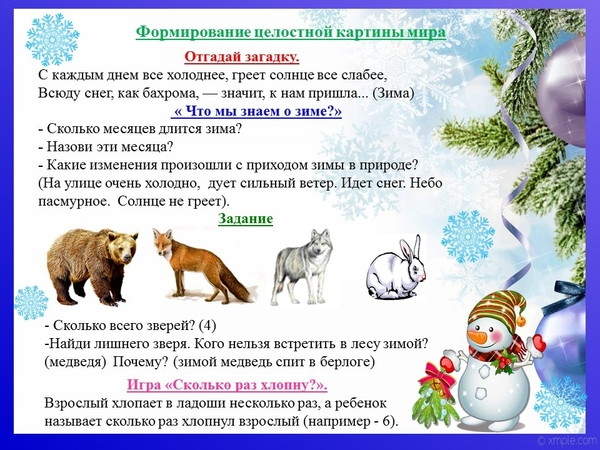 Формирование целостной картины мира
Отгадай загадку.
С каждым днем все холоднее, греет солнце все слабее,
Всюду снег, как бахрома, — значит, к нам пришла... (Зима)
« Что мы знаем о зиме?»
- Сколько месяцев длится зима?
- Назови эти месяца?
- Какие изменения произошли с приходом зимы в природе?
(На улице очень холодно, дует сильный ветер. Идет снег. Небо
пасмурное. Солнце не греет).
Задание
- Сколько всего зверей? (4)
-Найди лишнего зверя. Кого нельзя встретить в лесу зимой?
(медведя) Почему? (зимой медведь спит в берлоге)
Игра «Сколько раз хлопну?».
Взрослый хлопает в ладоши несколько раз, а ребенок
называет сколько раз хлопнул взрослый (например - 6).
© xmple.com